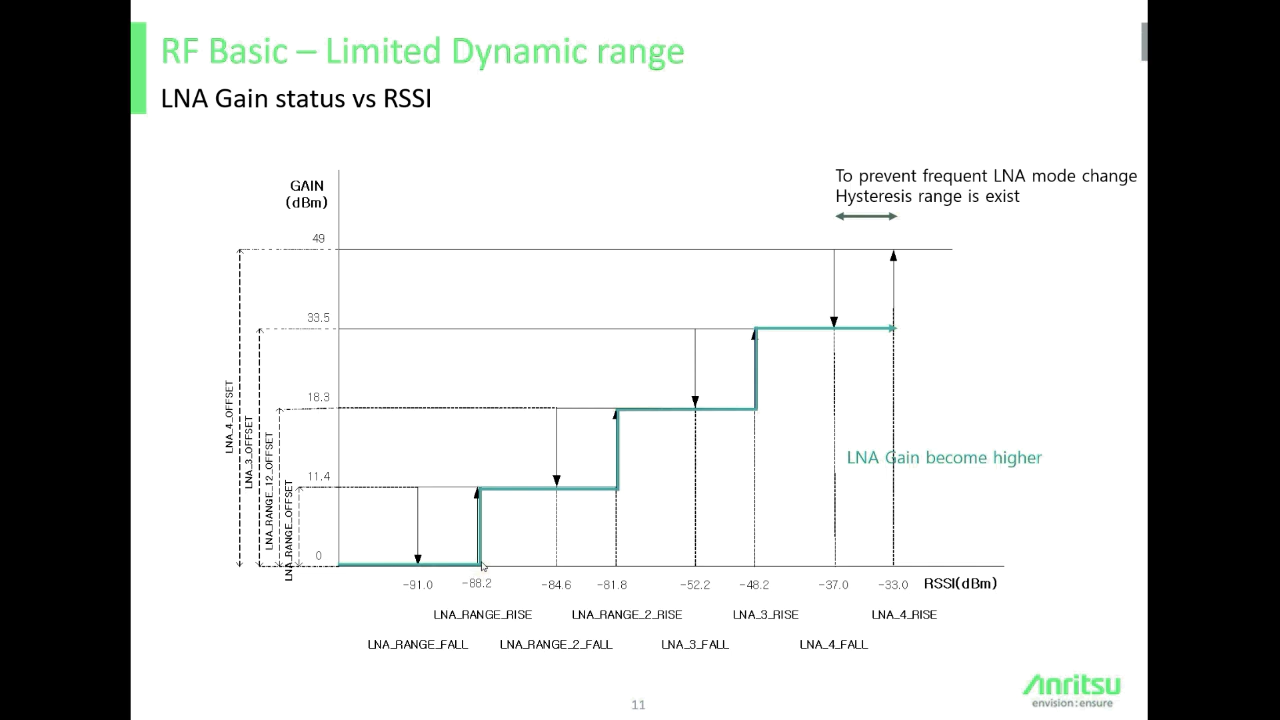 RF Basic – Limited Dynamic range
LNA Gain status vs RSSI
To prevent frequent LNA mode change
Hysteresis range is exist
GAIN
(dBm)
49
33.5
18.3
11.4
0
LNA_4_OFFSET
LNA_3_OFFSET
LNA_RANGE_12_OFFSET
LNA_RANGE_OFFSET
LNA Gain become higher
-91.0
-88.2
-84.6
-81.8
-52.2
-48.2
-37.0
-33.0
RSSI(dBm)
LNA_RANGE_RISE
LNA_RANGE_2_RISE
LNA_3_RISE
LNA_4_RISE
LNA_RANGE_FALL
LNA_RANGE_2_FALL
LNA_3_FALL
LNA_4_FALL
11
Anritsu
envision:ensure